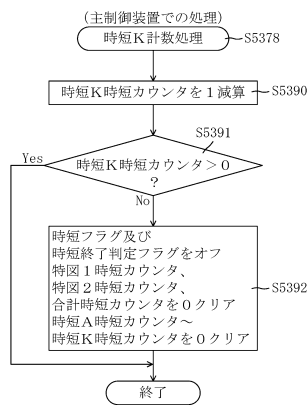 (主制御装置での処理)
時短K計数処理
S5378
時短K時短カウンタを1減算
S5390
S5391
Yes
時短K時短カウンタ>0
?
No
時短フラグ及び
時短終了判定フラグをオフ
特図1時短カウンタ、
特図2時短カウンタ、
合計時短カウンタを0クリア
時短A時短カウンタ～
時短K時短カウンタを0クリア
S5392
終了